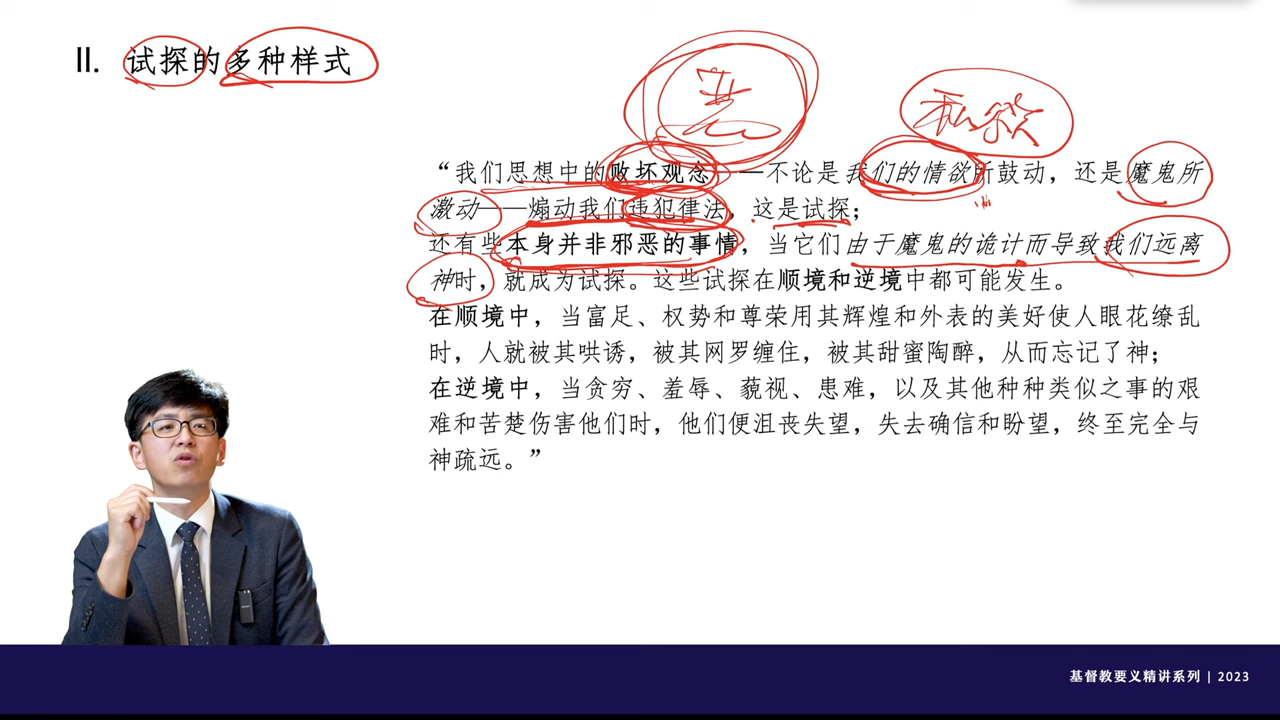 II. 试探的多种样式
恶
私欲
“我们思想中的败坏观念——不论是我们的情欲所鼓动，还是魔鬼所
激动——煽动我们违犯律法，这是试探；
还有些本身并非邪恶的事情，当它们由于魔鬼的诡计而导致我们远离
神时，就成为试探。这些试探在顺境和逆境中都可能发生。
在顺境中，当富足、权势和尊荣用其辉煌和外表的美好使人眼花缭乱
时，人就被其哄诱，被其网罗缠住，被其甜蜜陶醉，从而忘记了神；
在逆境中，当贪穷、羞辱、藐视、患难，以及其他种种类似之事的艰
难和苦楚伤害他们时，他们便沮丧失望，失去确信和盼望，终至完全与
神疏远。”
基督教要义精讲系列 | 2023